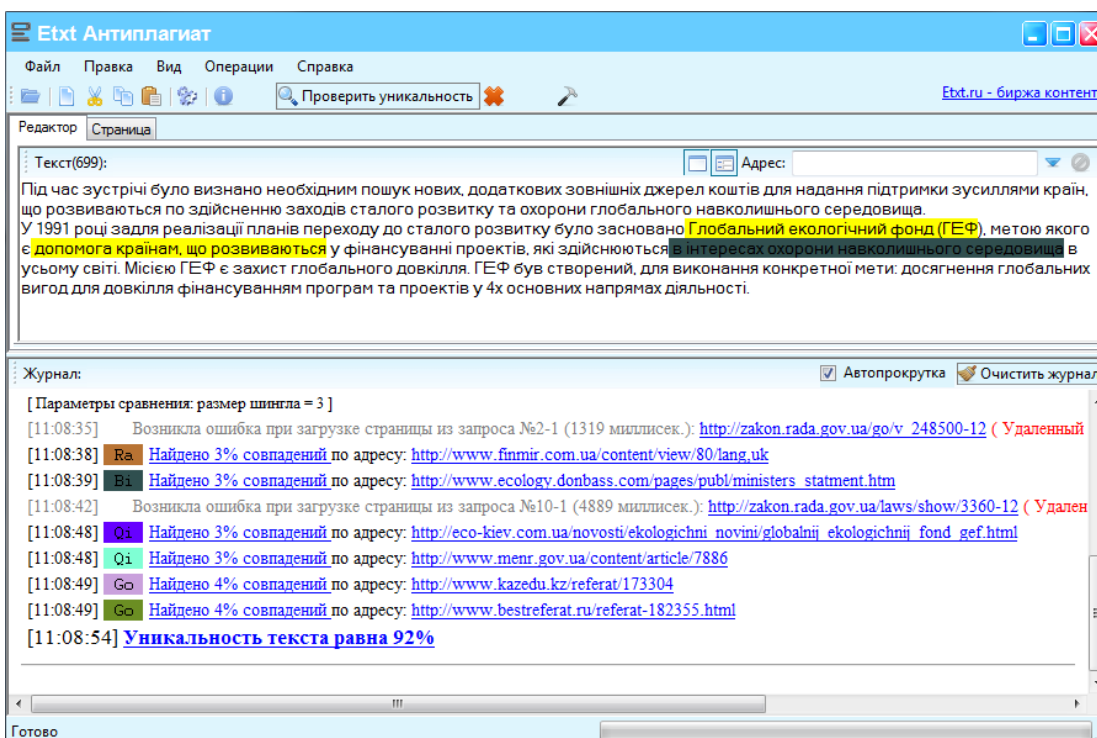 Etxt Антиплагиат
Файл Правка Вид Операции Справка
Проверить уникальность
Etxt.ru - биржа контент
Редактор Страница
Текст(699): Адрес:
Під час зустрічі було визнано необхідним пошук нових, додаткових зовнішніх джерел коштів для надання підтримки зусиллями країн,
що розвиваються по здійсненню заходів сталого розвитку та охорони глобального навколишнього середовища.
У 1991 році задля реалізації планів переходу до сталого розвитку було засновано Глобальний екологічний фонд (ГЕФ), метою якого
є допомога країнам, що розвиваються у фінансуванні проектів, які здійснюються в інтересах охорони навколишнього середовища в
усьому світі. Місією ГЕФ є захист глобального довкілля. ГЕФ був створений, для виконання конкретної мети: досягнення глобальних
вигод для довкілля фінансуванням програм та проектів у 4х основних напрямах діяльності.
Журнал: Автопрокрутка Очистить журнал
[ Параметры сравнения: размер шингла = 3 ]
[11:08:35] Возникла ошибка при загрузке страницы из запроса №2-1 (1319 миллисек.): http://zakon.rada.gov.ua/go/v_248500-12 ( Удаленный
[11:08:38] Ra Найдено 3% совпадений по адресу: http://www.finmir.com.ua/content/view/80/lang,uk
[11:08:39] Bi Найдено 3% совпадений по адресу: http://www.ecology.donbass.com/pages/publ/ministers_statment.htm
[11:08:42] Возникла ошибка при загрузке страницы из запроса №10-1 (4889 миллисек.): http://zakon.rada.gov.ua/laws/show/3360-12 ( Удален
[11:08:48] Qi Найдено 3% совпадений по адресу: http://eco-kiev.com.ua/novosti/ekologichni_novini/globalnij_ekologichnij_fond_gef.html
[11:08:48] Qi Найдено 3% совпадений по адресу: http://www.menr.gov.ua/content/article/7886
[11:08:49] Go Найдено 4% совпадений по адресу: http://www.kazedu.kz/referat/173304
[11:08:49] Go Найдено 4% совпадений по адресу: http://www.bestreferat.ru/referat-182355.html
[11:08:54] Уникальность текста равна 92%
Готово